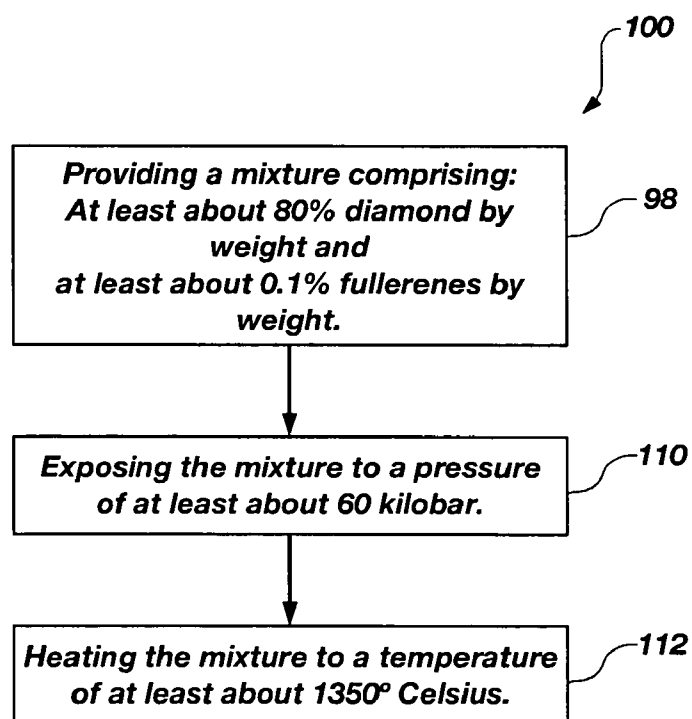 100
Providing a mixture comprising:
At least about 80% diamond by
weight and
at least about 0.1% fullerenes by
weight.
98
Exposing the mixture to a pressure
of at least about 60 kilobar.
110
Heating the mixture to a temperature
of at least about 1350º Celsius.
112